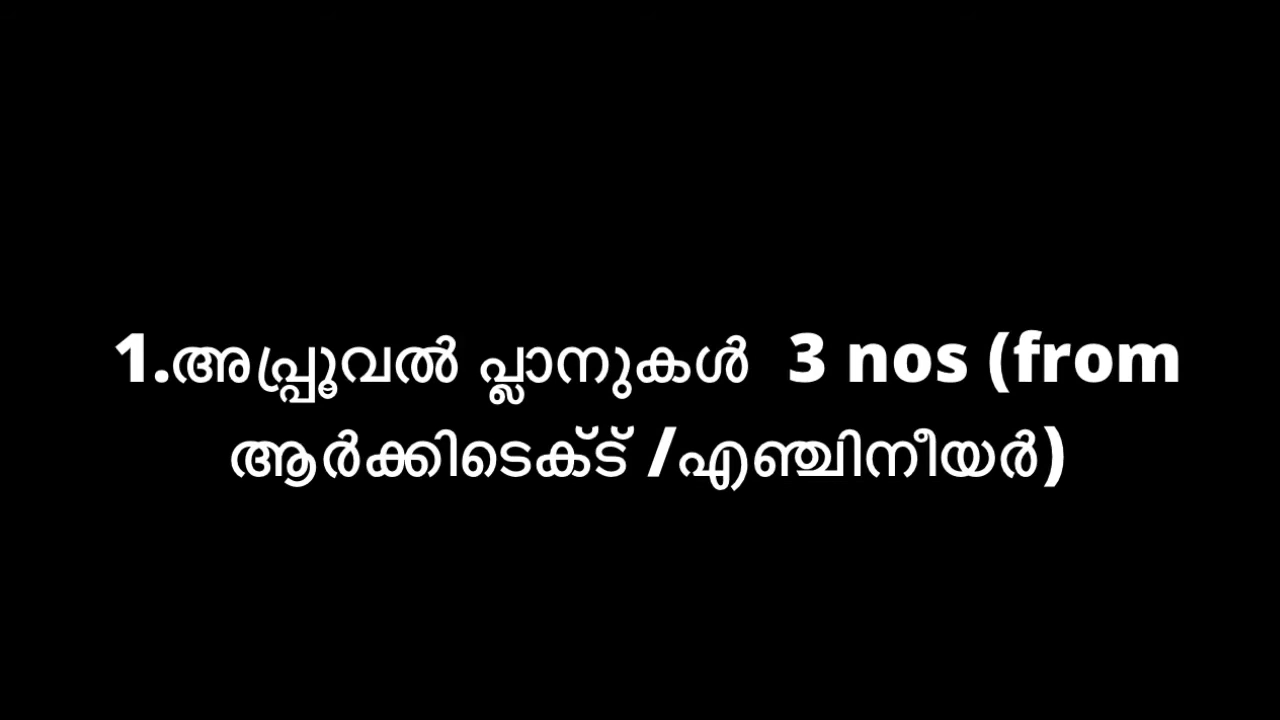 1.അപ്പ്രൂവൽ പ്ലാനുകൾ 3 nos (from
ആർക്കിടെക്ട് /എഞ്ചിനീയർ)